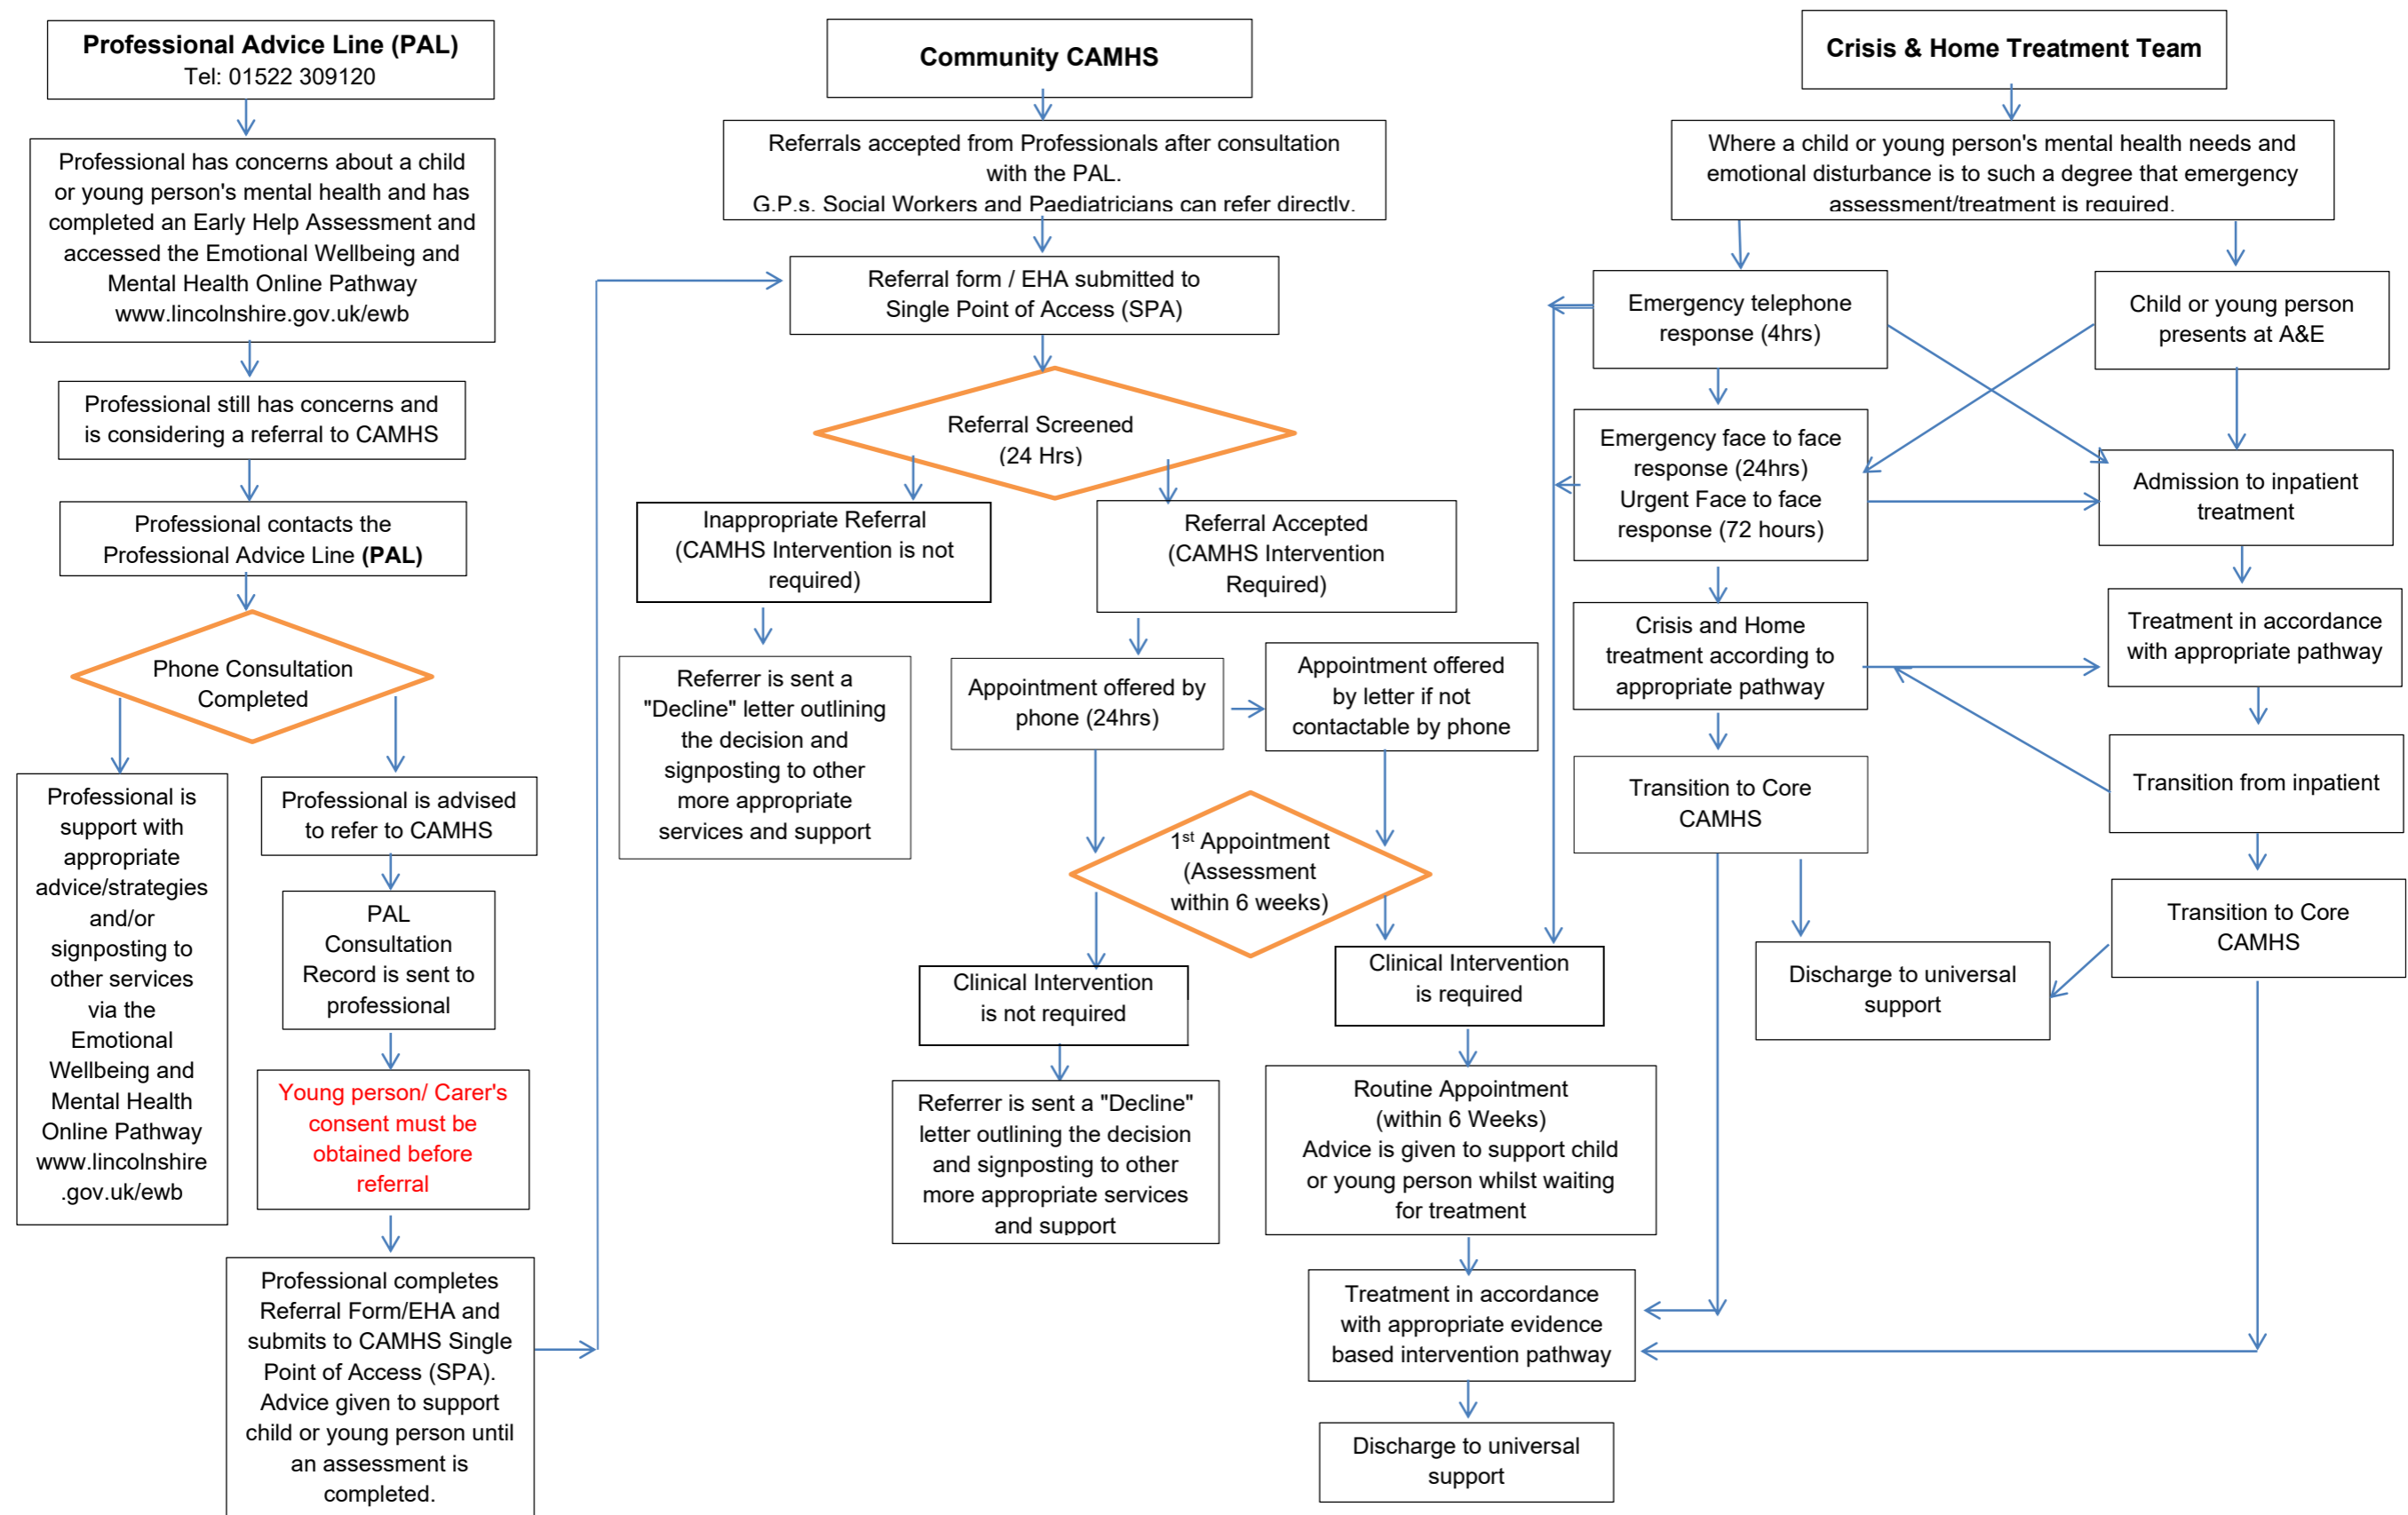 Professional Advice Line (PAL)
Tel: 01522 309120
Professional has concerns about a child
or young person's mental health and has
completed an Early Help Assessment and
accessed the Emotional Wellbeing and
Mental Health Online Pathway
www.lincolnshire.gov.uk/ewb
Professional still has concerns and
is considering a referral to CAMHS
Professional contacts the
Professional Advice Line (PAL)
Phone Consultation
Completed
Professional is
support with
appropriate
advice/strategies
and/or
signposting to
other services
via the
Emotional
Wellbeing and
Mental Health
Online Pathway
www.lincolnshire
.gov.uk/ewb
Professional is advised
to refer to CAMHS
PAL
Consultation
Record is sent to
professional
Young person/ Carer's
consent must be
obtained before
referral
Professional completes
Referral Form/EHA and
submits to CAMHS Single
Point of Access (SPA).
Advice given to support
child or young person until
an assessment is
completed.
Community CAMHS
Referrals accepted from Professionals after consultation
with the PAL.
G.P.s. Social Workers and Paediatricians can refer directly.
Referral form / EHA submitted to
Single Point of Access (SPA)
Referral Screened
(24 Hrs)
Inappropriate Referral
(CAMHS Intervention is not
required)
Referrer is sent a
"Decline" letter outlining
the decision and
signposting to other
more appropriate
services and support
Referral Accepted
(CAMHS Intervention
Required)
Appointment offered by
phone (24hrs)
Appointment offered
by letter if not
contactable by phone
1st Appointment
(Assessment
within 6 weeks)
Clinical Intervention
is not required
Referrer is sent a "Decline"
letter outlining the decision
and signposting to other
more appropriate services
and support
Clinical Intervention
is required
Routine Appointment
(within 6 Weeks)
Advice is given to support child
or young person whilst waiting
for treatment
Treatment in accordance
with appropriate evidence
based intervention pathway
Discharge to universal
support
Crisis & Home Treatment Team
Where a child or young person's mental health needs and
emotional disturbance is to such a degree that emergency
assessment/treatment is required.
Emergency telephone
response (4hrs)
Child or young person
presents at A&E
Emergency face to face
response (24hrs)
Urgent Face to face
response (72 hours)
Admission to inpatient
treatment
Crisis and Home
treatment according to
appropriate pathway
Treatment in accordance
with appropriate pathway
Transition to Core
CAMHS
Transition from inpatient
Discharge to universal
support
Transition to Core
CAMHS